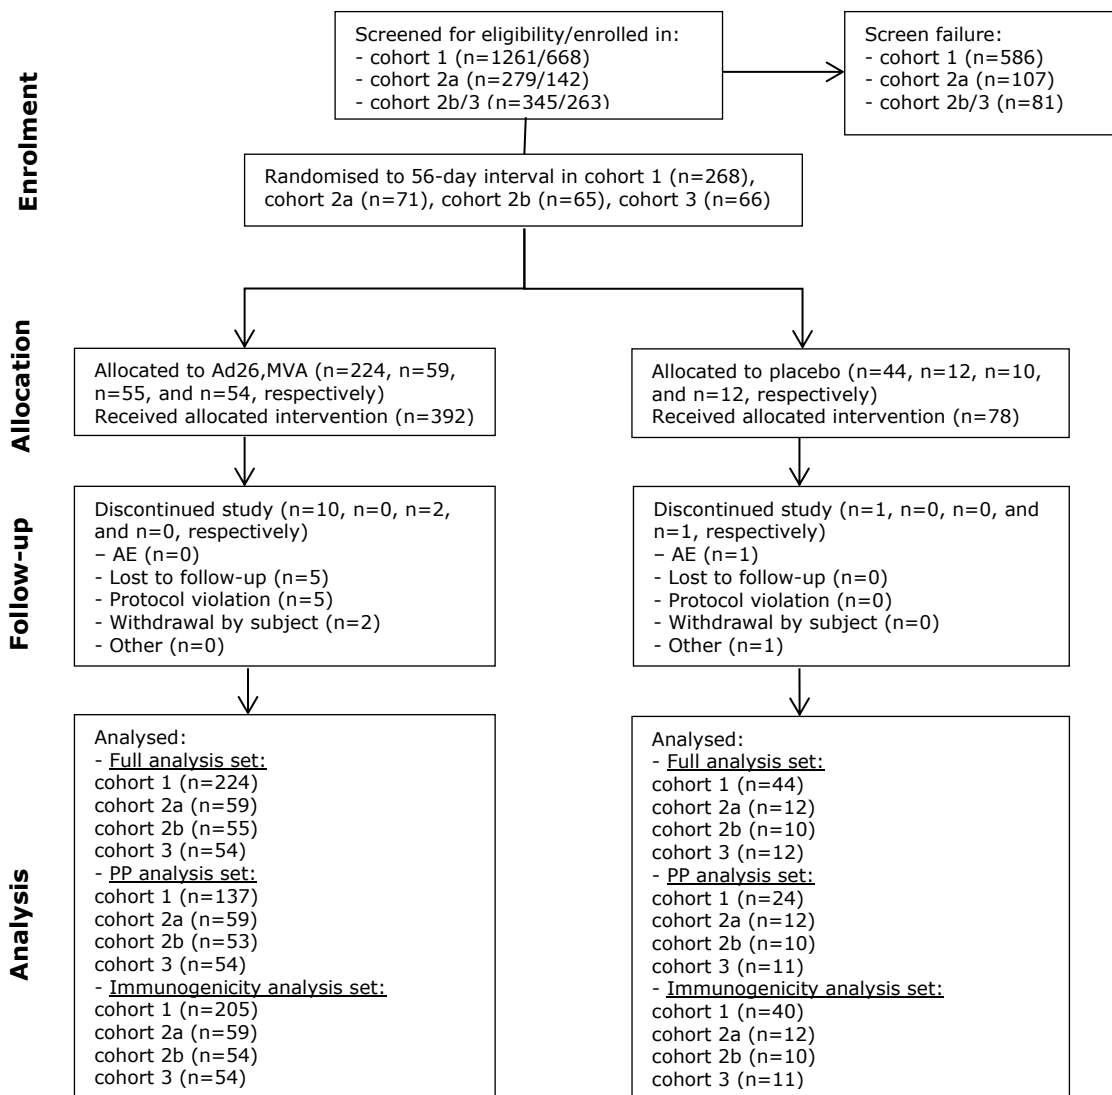 Enrolment
Screened for eligibility/enrolled in:
- cohort 1 (n=1261/668)
- cohort 2a (n=279/142)
- cohort 2b/3 (n=345/263)
Screen failure:
- cohort 1 (n=586)
- cohort 2a (n=107)
- cohort 2b/3 (n=81)
Randomised to 56-day interval in cohort 1 (n=268),
cohort 2a (n=71), cohort 2b (n=65), cohort 3 (n=66)
Allocation
Allocated to Ad26,MVA (n=224, n=59,
n=55, and n=54, respectively)
Received allocated intervention (n=392)
Allocated to placebo (n=44, n=12, n=10,
and n=12, respectively)
Received allocated intervention (n=78)
Follow-up
Discontinued study (n=10, n=0, n=2,
and n=0, respectively)
– AE (n=0)
- Lost to follow-up (n=5)
- Protocol violation (n=5)
- Withdrawal by subject (n=2)
- Other (n=0)
Discontinued study (n=1, n=0, n=0, and
n=1, respectively)
– AE (n=1)
- Lost to follow-up (n=0)
- Protocol violation (n=0)
- Withdrawal by subject (n=0)
- Other (n=1)
Analysis
Analysed:
- Full analysis set:
cohort 1 (n=224)
cohort 2a (n=59)
cohort 2b (n=55)
cohort 3 (n=54)
- PP analysis set:
cohort 1 (n=137)
cohort 2a (n=59)
cohort 2b (n=53)
cohort 3 (n=54)
- Immunogenicity analysis set:
cohort 1 (n=205)
cohort 2a (n=59)
cohort 2b (n=54)
cohort 3 (n=54)
Analysed:
- Full analysis set:
cohort 1 (n=44)
cohort 2a (n=12)
cohort 2b (n=10)
cohort 3 (n=12)
- PP analysis set:
cohort 1 (n=24)
cohort 2a (n=12)
cohort 2b (n=10)
cohort 3 (n=11)
- Immunogenicity analysis set:
cohort 1 (n=40)
cohort 2a (n=12)
cohort 2b (n=10)
cohort 3 (n=11)